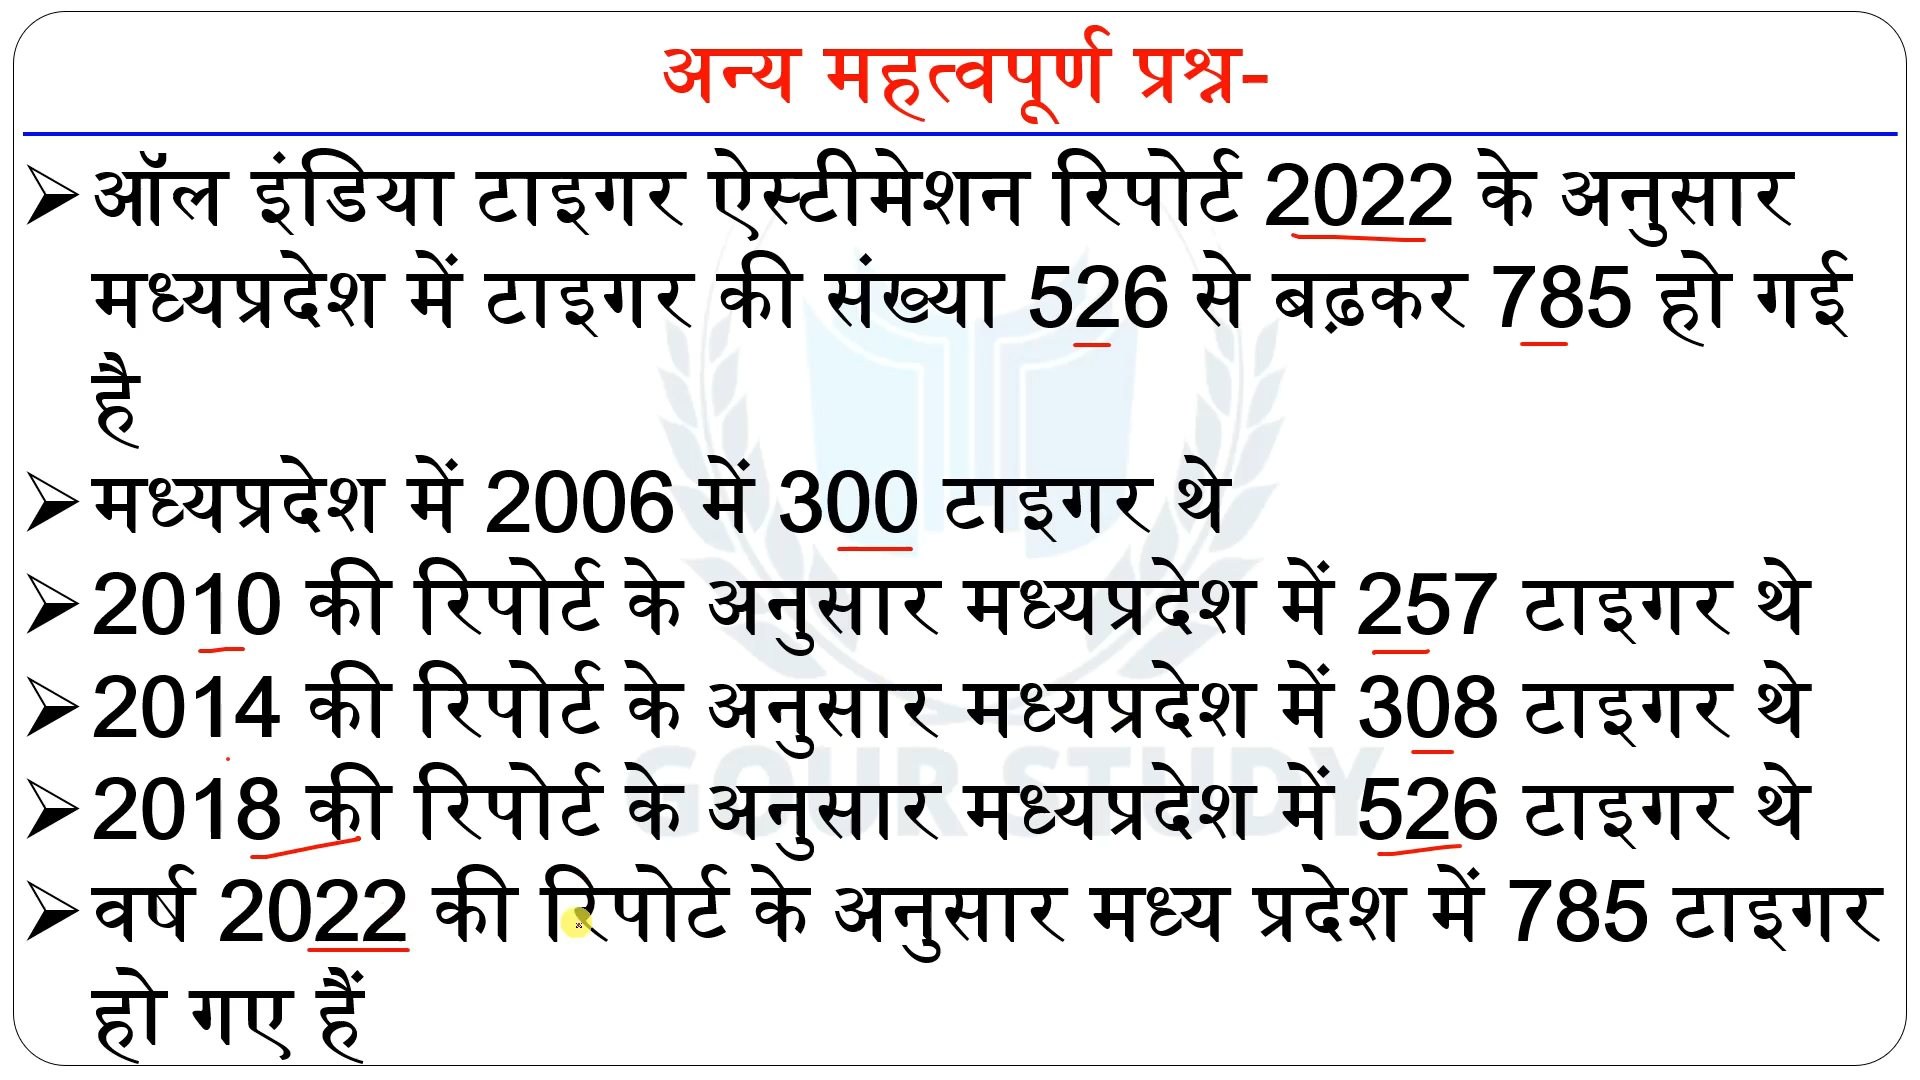 अन्य महत्वपूर्ण प्रश्न-
ऑल इंडिया टाइगर ऐस्टीमेशन रिपोर्ट 2022 के अनुसार
मध्यप्रदेश में टाइगर की संख्या 526 से बढ़कर 785 हो गई
है
मध्यप्रदेश में 2006 में 300 टाइगर थे
2010 की रिपोर्ट के अनुसार मध्यप्रदेश में 257 टाइगर थे
2014 की रिपोर्ट के अनुसार मध्यप्रदेश में 308 टाइगर थे
GOUR STUDY
2018 की रिपोर्ट के अनुसार मध्यप्रदेश में 526 टाइगर थे
वर्ष 2022 की रिपोर्ट के अनुसार मध्य प्रदेश में 785 टाइगर
हो गए हैं